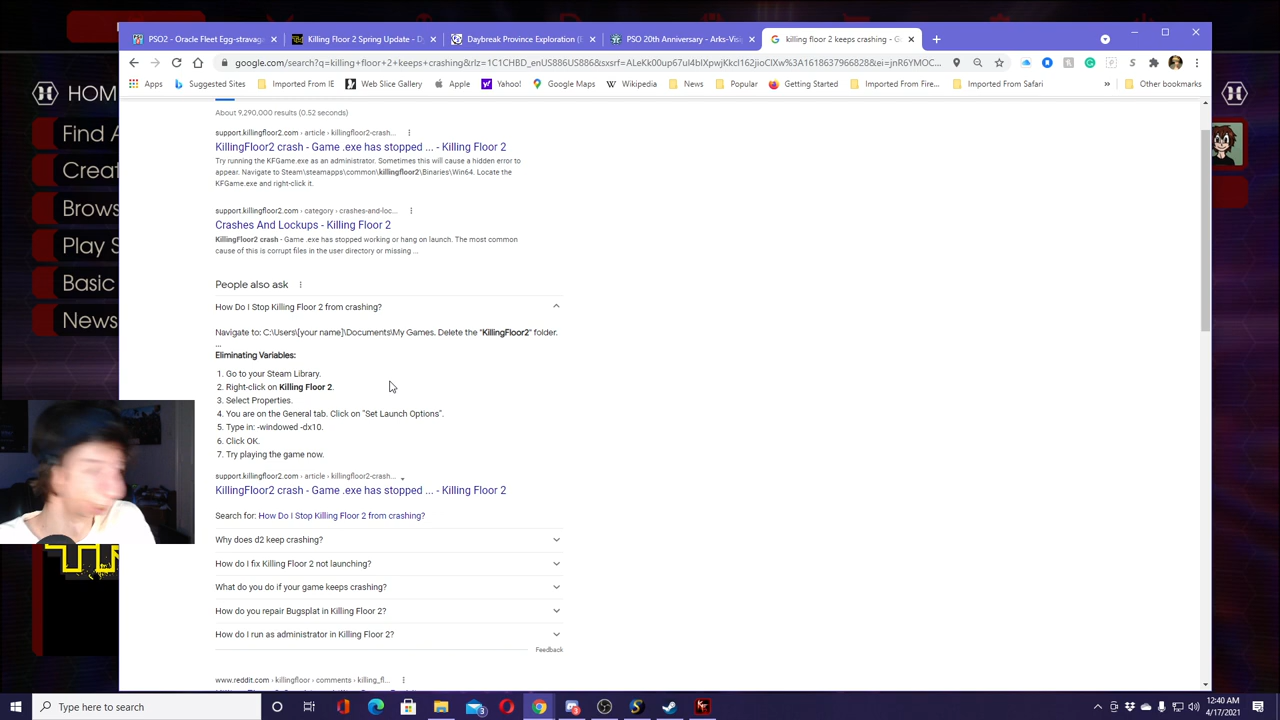 PSO2 - Oracle Fleet Egg-strava
Killing Floor 2 Spring Update - D
Daybreak Province Exploration (
PSO 20th Anniversary - Arks-Vis
killing floor 2 keeps crashing - G
google.com/search?q=killing+floor+2+keeps+crashing&rlz=1C1CHBD_enUS886US886&sxsrf=ALeKk00up67ul4blXpwjKkcl162jioClXw%3A1618637966828&ei=jnR6YMOC...
Apps
Suggested Sites
Imported From IE
Web Slice Gallery
Apple
Yahoo!
Google Maps
Wikipedia
News
Popular
Getting Started
Imported From Fire...
Imported From Safari
Other bookmarks
HOM
Find A
Creat
Brows
Play S
Basic
News
About 9,290,000 results (0.52 seconds)
support.killingfloor2.com › article › killingfloor2-crash...
KillingFloor2 crash - Game .exe has stopped ... - Killing Floor 2
Try running the KFGame.exe as an administrator. Sometimes this will cause a hidden error to
appear. Navigate to Steam\steamapps\common\killingfloor2\Binaries\Win64. Locate the
KFGame.exe and right-click it.
support.killingfloor2.com › category › crashes-and-loc...
Crashes And Lockups - Killing Floor 2
KillingFloor2 crash - Game .exe has stopped working or hang on launch. The most common
cause of this is corrupt files in the user directory or missing ...
People also ask
How Do I Stop Killing Floor 2 from crashing?
Navigate to: C:\Users\[your name]\Documents\My Games. Delete the "KillingFloor2" folder.
...
Eliminating Variables:
1. Go to your Steam Library.
2. Right-click on Killing Floor 2.
3. Select Properties.
4. You are on the General tab. Click on "Set Launch Options".
5. Type in: -windowed -dx10.
6. Click OK.
7. Try playing the game now.
support.killingfloor2.com › article › killingfloor2-crash...
KillingFloor2 crash - Game .exe has stopped ... - Killing Floor 2
Search for: How Do I Stop Killing Floor 2 from crashing?
Why does d2 keep crashing?
How do I fix Killing Floor 2 not launching?
What do you do if your game keeps crashing?
How do you repair Bugsplat in Killing Floor 2?
How do I run as administrator in Killing Floor 2?
Feedback
www.reddit.com › killingfloor › comments › killing_fl...
Type here to search
12:40 AM
4/17/2021